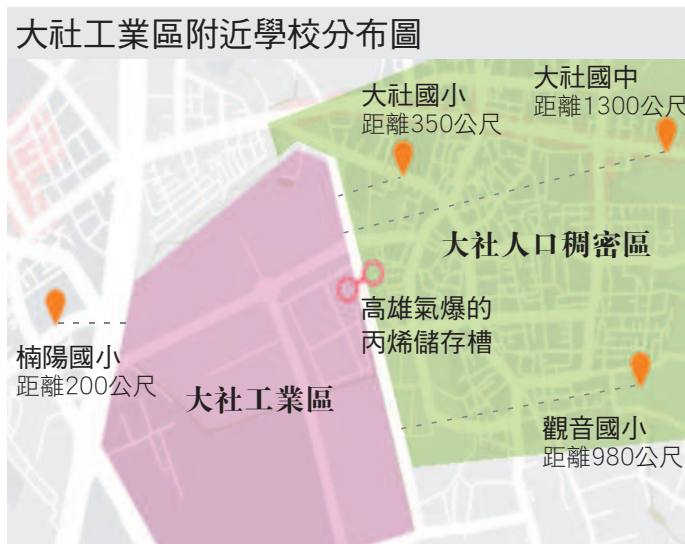 大社工業區附近學校分布圖
大社國中
距離1300公尺
大社國小
距離350公尺
大社人口稠密區
高雄氣爆的
丙烯儲存槽
楠陽國小
距離200公尺
大社工業區
觀音國小
距離980公尺